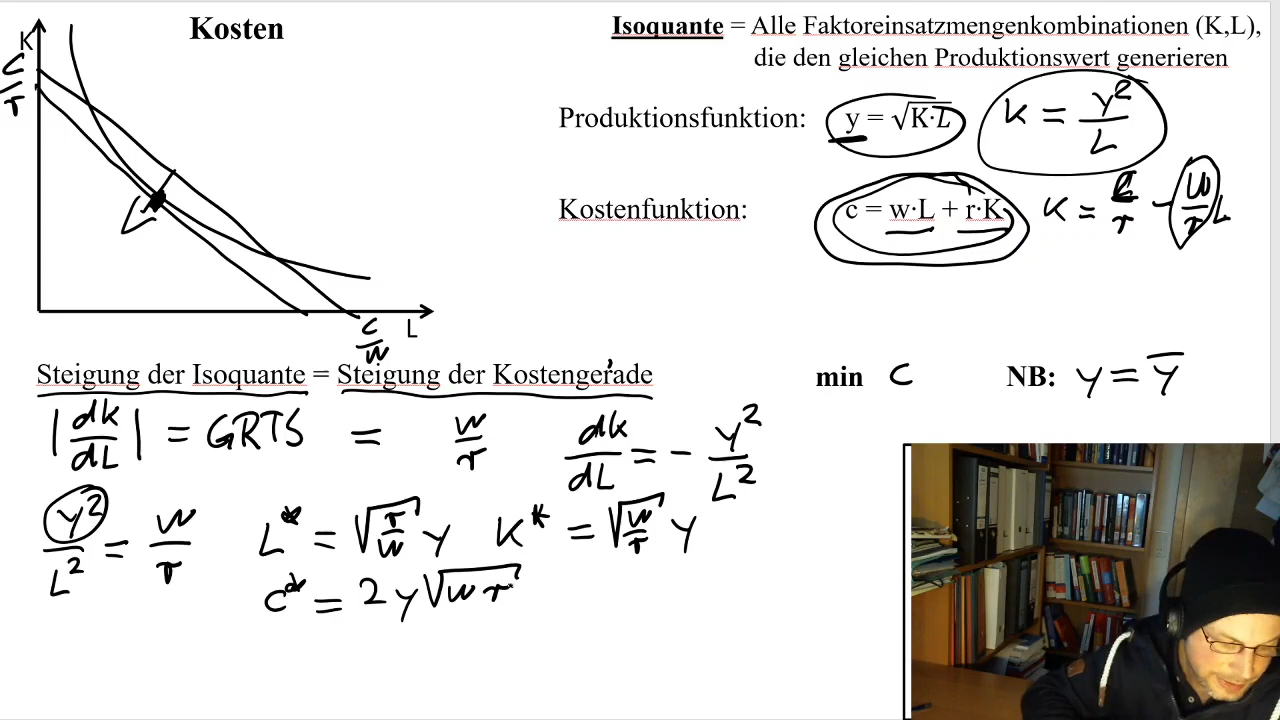 Kosten
Isoquante = Alle Faktoreinsatzmengenkombinationen (K,L),
die den gleichen Produktionswert generieren
K
C/r
Produktionsfunktion: y = √K·L K = y²/L
Kostenfunktion: c = w·L + r·K K = C/r - w/r L
C/w L
Steigung der Isoquante = Steigung der Kostengerade
min C NB: y = y̅
|dK/dL| = GRTS = w/r dK/dL = - y²/L²
y²/L² = w/r L* = √(r/w) y K* = √(w/r) y
C* = 2y√(wr)